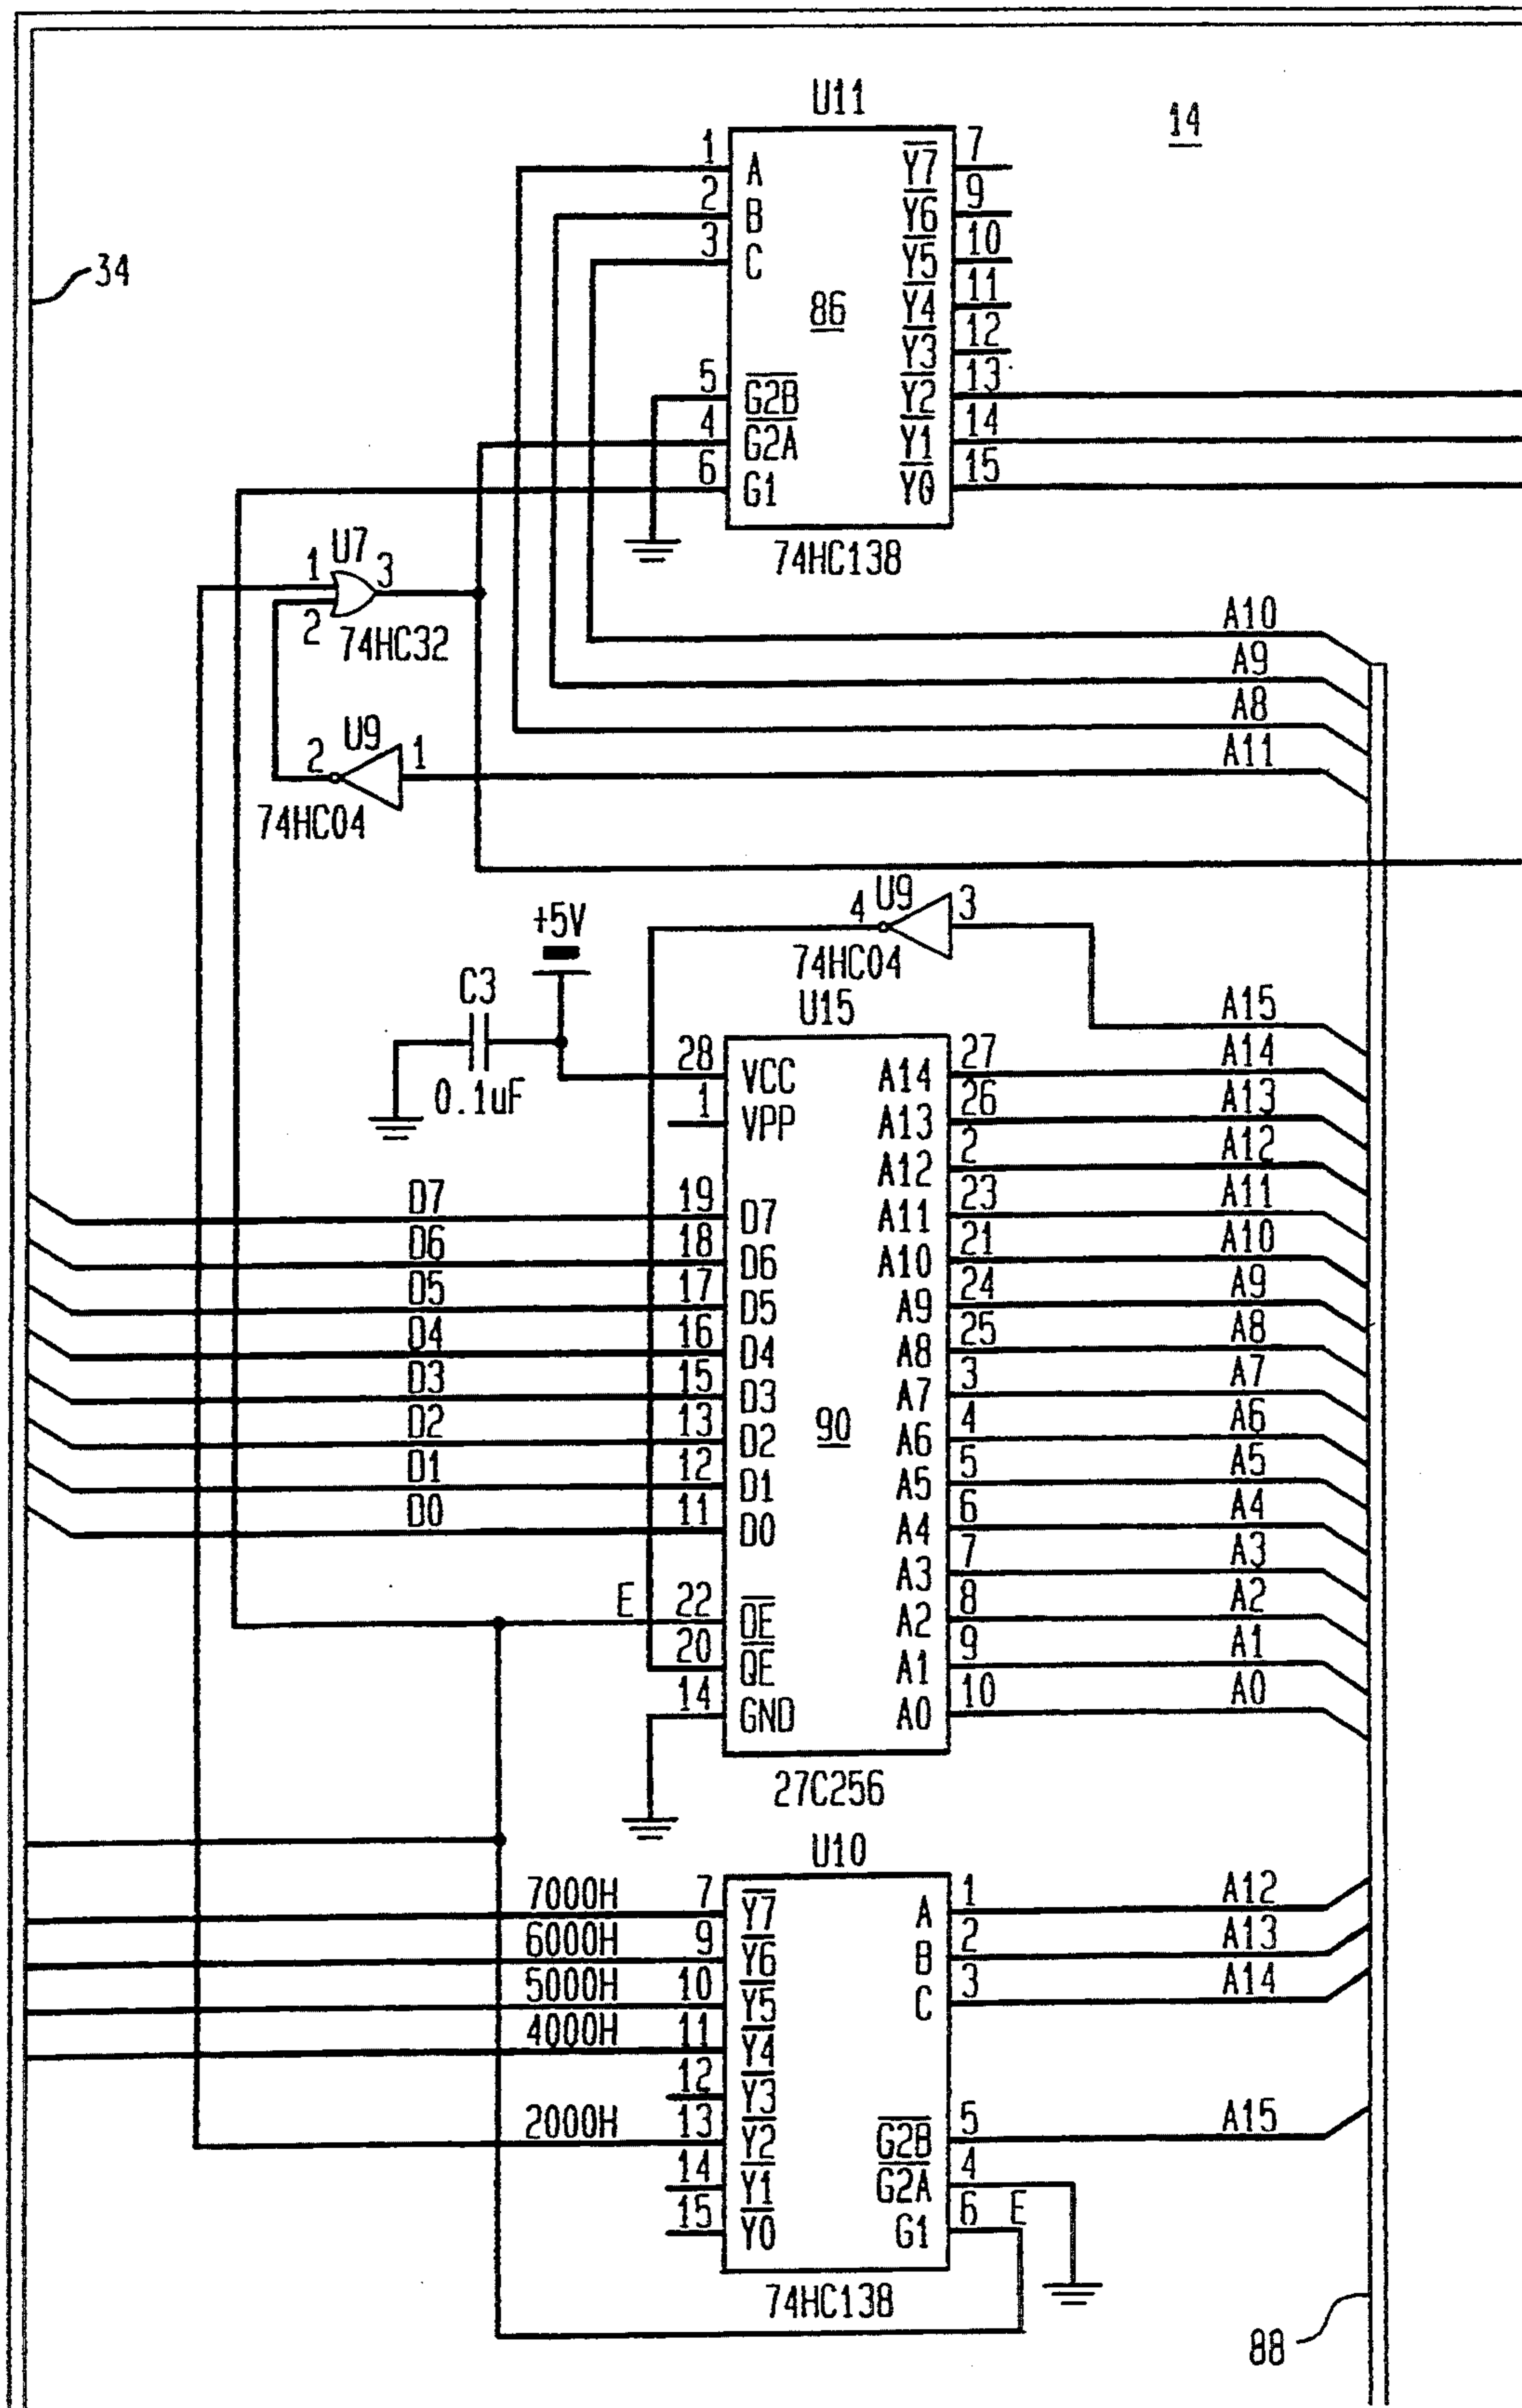 U11
14
1 A Y7 7
2 B Y6 9
3 C Y5 10
34
Y4 11
86
Y3 12
5 G2B Y2 13
4 G2A Y1 14
6 G1 Y0 15
74HC138
U7
1 3
2
74HC32
A10
A9
A8
A11
U9
2 1
74HC04
U9
4 3
74HC04
+5V
C3
0.1uF
U15
A15
28 VCC A14 27 A14
1 VPP A13 26 A13
A12 2 A12
D7 19 D7 A11 23 A11
D6 18 D6 A10 21 A10
D5 17 D5 A9 24 A9
D4 16 D4 A8 25 A8
D3 15 D3 A7 3 A7
D2 13 D2 90 A6 4 A6
D1 12 D1 A5 5 A5
D0 11 D0 A4 6 A4
A3 7 A3
E 22 OE A2 8 A2
20 QE A1 9 A1
14 GND A0 10 A0
27C256
U10
7000H 7 Y7 A 1 A12
6000H 9 Y6 B 2 A13
5000H 10 Y5 C 3 A14
4000H 11 Y4
12 Y3
2000H 13 Y2 G2B 5 A15
14 Y1 G2A 4
15 Y0 G1 6 E
74HC138
88